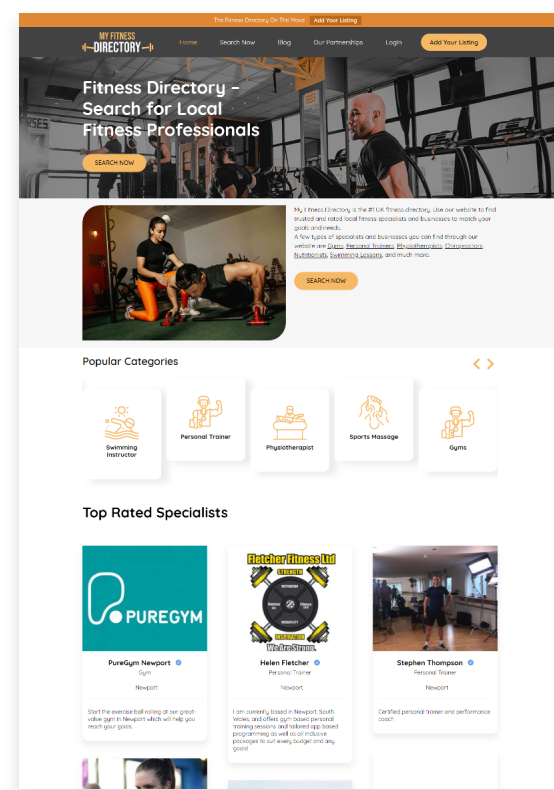 The Fitness Directory On The Move Add Your Listing
MY FITNESS
DIRECTORY
Home Search Now Blog Our Partnerships Login Add Your Listing
Fitness Directory –
Search for Local
Fitness Professionals
SEARCH NOW
My Fitness Directory is the #1 UK fitness directory. Use our website to find
trusted and rated local fitness specialists and businesses to match your
goals and needs.
A few types of specialists and businesses you can find through our
website are Gyms, Personal Trainers, Physiotherapists, Chiropractors,
Nutritionists, Swimming Lessons, and much more.
SEARCH NOW
Popular Categories
Swimming
Instructor
Personal Trainer
Physiotherapist
Sports Massage
Gyms
Top Rated Specialists
PUREGYM
Fletcher Fitness Ltd
STRENGTH
INSPIRATION
We Are Strong.
PureGym Newport
Gym
Newport
Start the exercise ball rolling at our great-
value gym in Newport which will help you
reach your goals.
Helen Fletcher
Personal Trainer
Newport
I am currently based in Newport, South
Wales, and offers gym based personal
training sessions and tailored app based
programming as well as all inclusive
packages to suit every budget and any
goals!
Stephen Thompson
Personal Trainer
Newport
Certified personal trainer and performance
coach